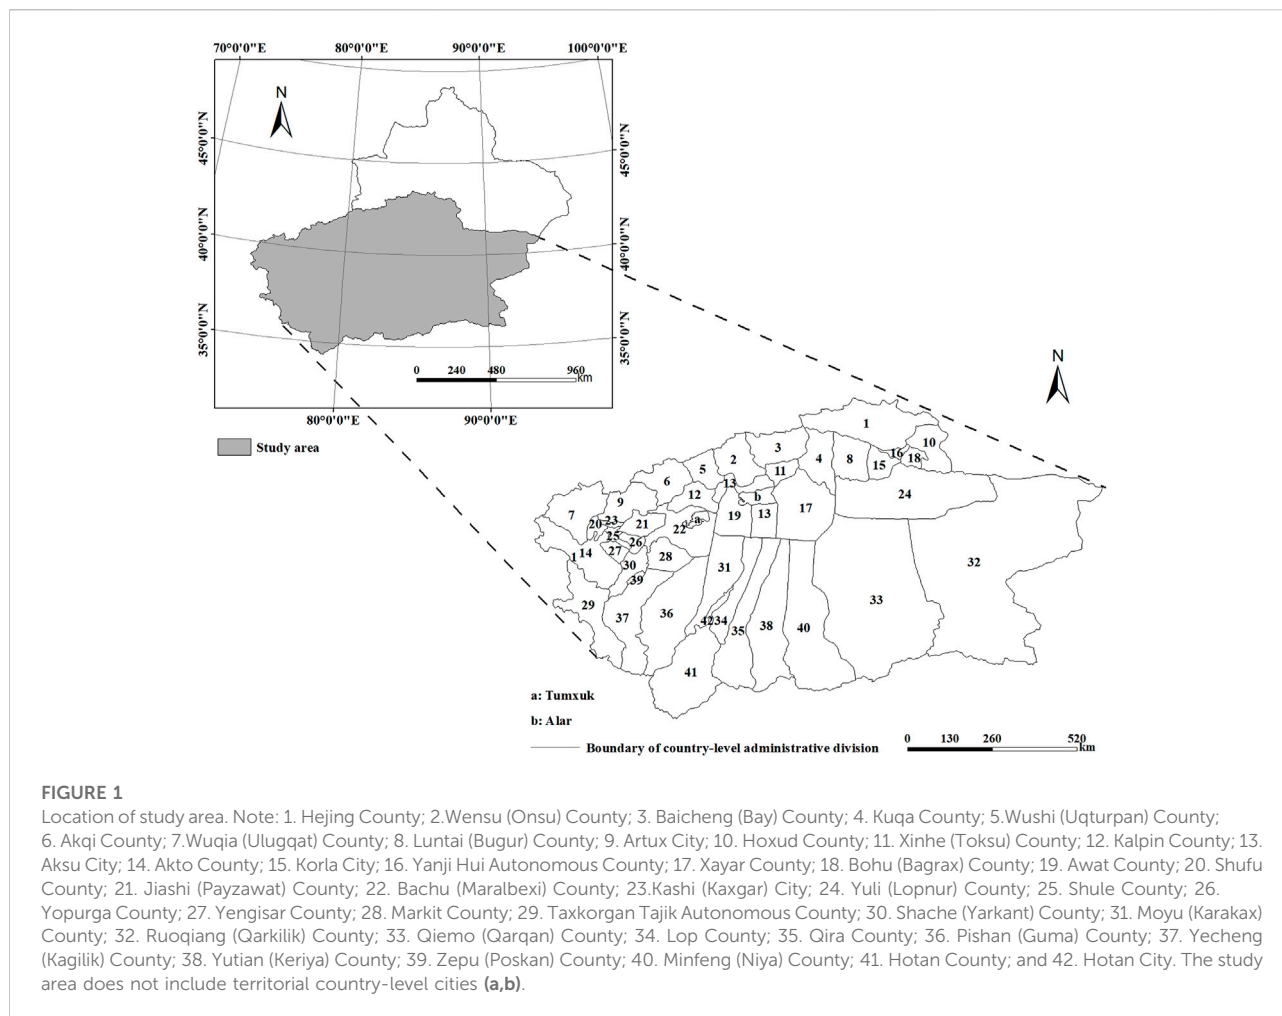 70°0'0"E 80°0'0"E 90°0'0"E 100°0'0"E
N
45°0'0"N 45°0'0"N
40°0'0"N 40°0'0"N
35°0'0"N 35°0'0"N
0 240 480 960
km
80°0'0"E 90°0'0"E
Study area
N
1
10
3
16
2 4 8 18
5 11 15
6 13
12 b 24
9 17
7 19 13
20 23 21 a
22
25 26
1 14 27 28
30 31 32
39
29 33
37 36 42 34 38 40
35
41
a: Tumxuk
b: Alar
Boundary of country-level administrative division
0 130 260 520
km
FIGURE 1
Location of study area. Note: 1. Hejing County; 2.Wensu (Onsu) County; 3. Baicheng (Bay) County; 4. Kuqa County; 5.Wushi (Uqturpan) County;
6. Akqi County; 7.Wuqia (Ulugqat) County; 8. Luntai (Bugur) County; 9. Artux City; 10. Hoxud County; 11. Xinhe (Toksu) County; 12. Kalpin County; 13.
Aksu City; 14. Akto County; 15. Korla City; 16. Yanji Hui Autonomous County; 17. Xayar County; 18. Bohu (Bagrax) County; 19. Awat County; 20. Shufu
County; 21. Jiashi (Payzawat) County; 22. Bachu (Maralbexi) County; 23.Kashi (Kaxgar) City; 24. Yuli (Lopnur) County; 25. Shule County; 26.
Yopurga County; 27. Yengisar County; 28. Markit County; 29. Taxkorgan Tajik Autonomous County; 30. Shache (Yarkant) County; 31. Moyu (Karakax)
County; 32. Ruoqiang (Qarkilik) County; 33. Qiemo (Qarqan) County; 34. Lop County; 35. Qira County; 36. Pishan (Guma) County; 37. Yecheng
(Kagilik) County; 38. Yutian (Keriya) County; 39. Zepu (Poskan) County; 40. Minfeng (Niya) County; 41. Hotan County; and 42. Hotan City. The study
area does not include territorial country-level cities (a,b).